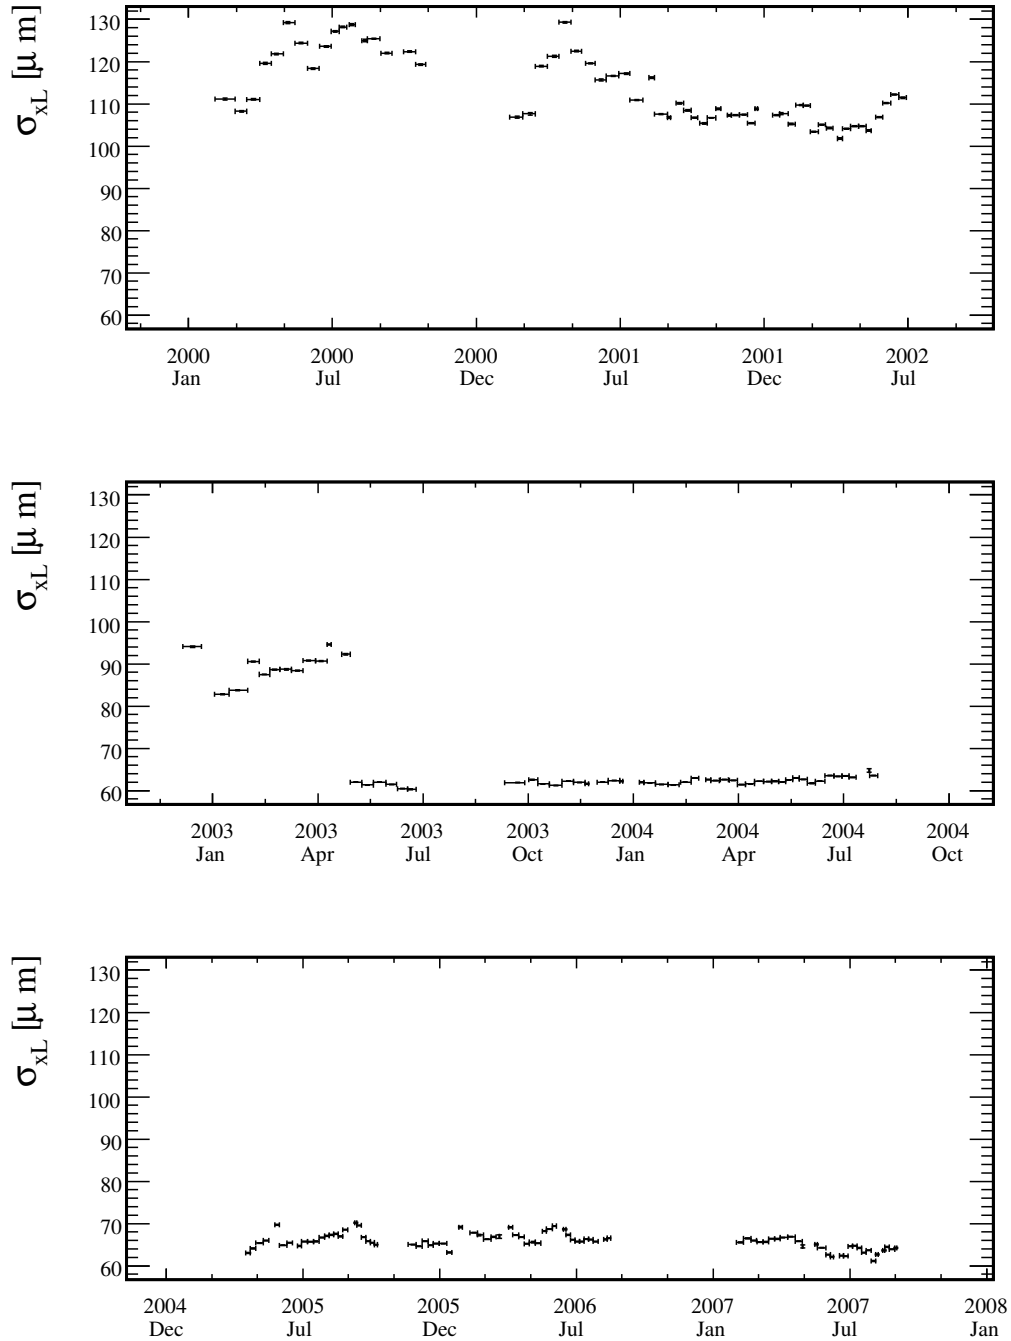 σxL [μ m]
130
120
110
100
90
80
70
60
2000 2000 2000 2001 2001 2002
Jan Jul Dec Jul Dec Jul
σxL [μ m]
130
120
110
100
90
80
70
60
2003 2003 2003 2003 2004 2004 2004 2004
Jan Apr Jul Oct Jan Apr Jul Oct
σxL [μ m]
130
120
110
100
90
80
70
60
2004 2005 2005 2006 2007 2007 2008
Dec Jul Dec Jul Jan Jul Jan